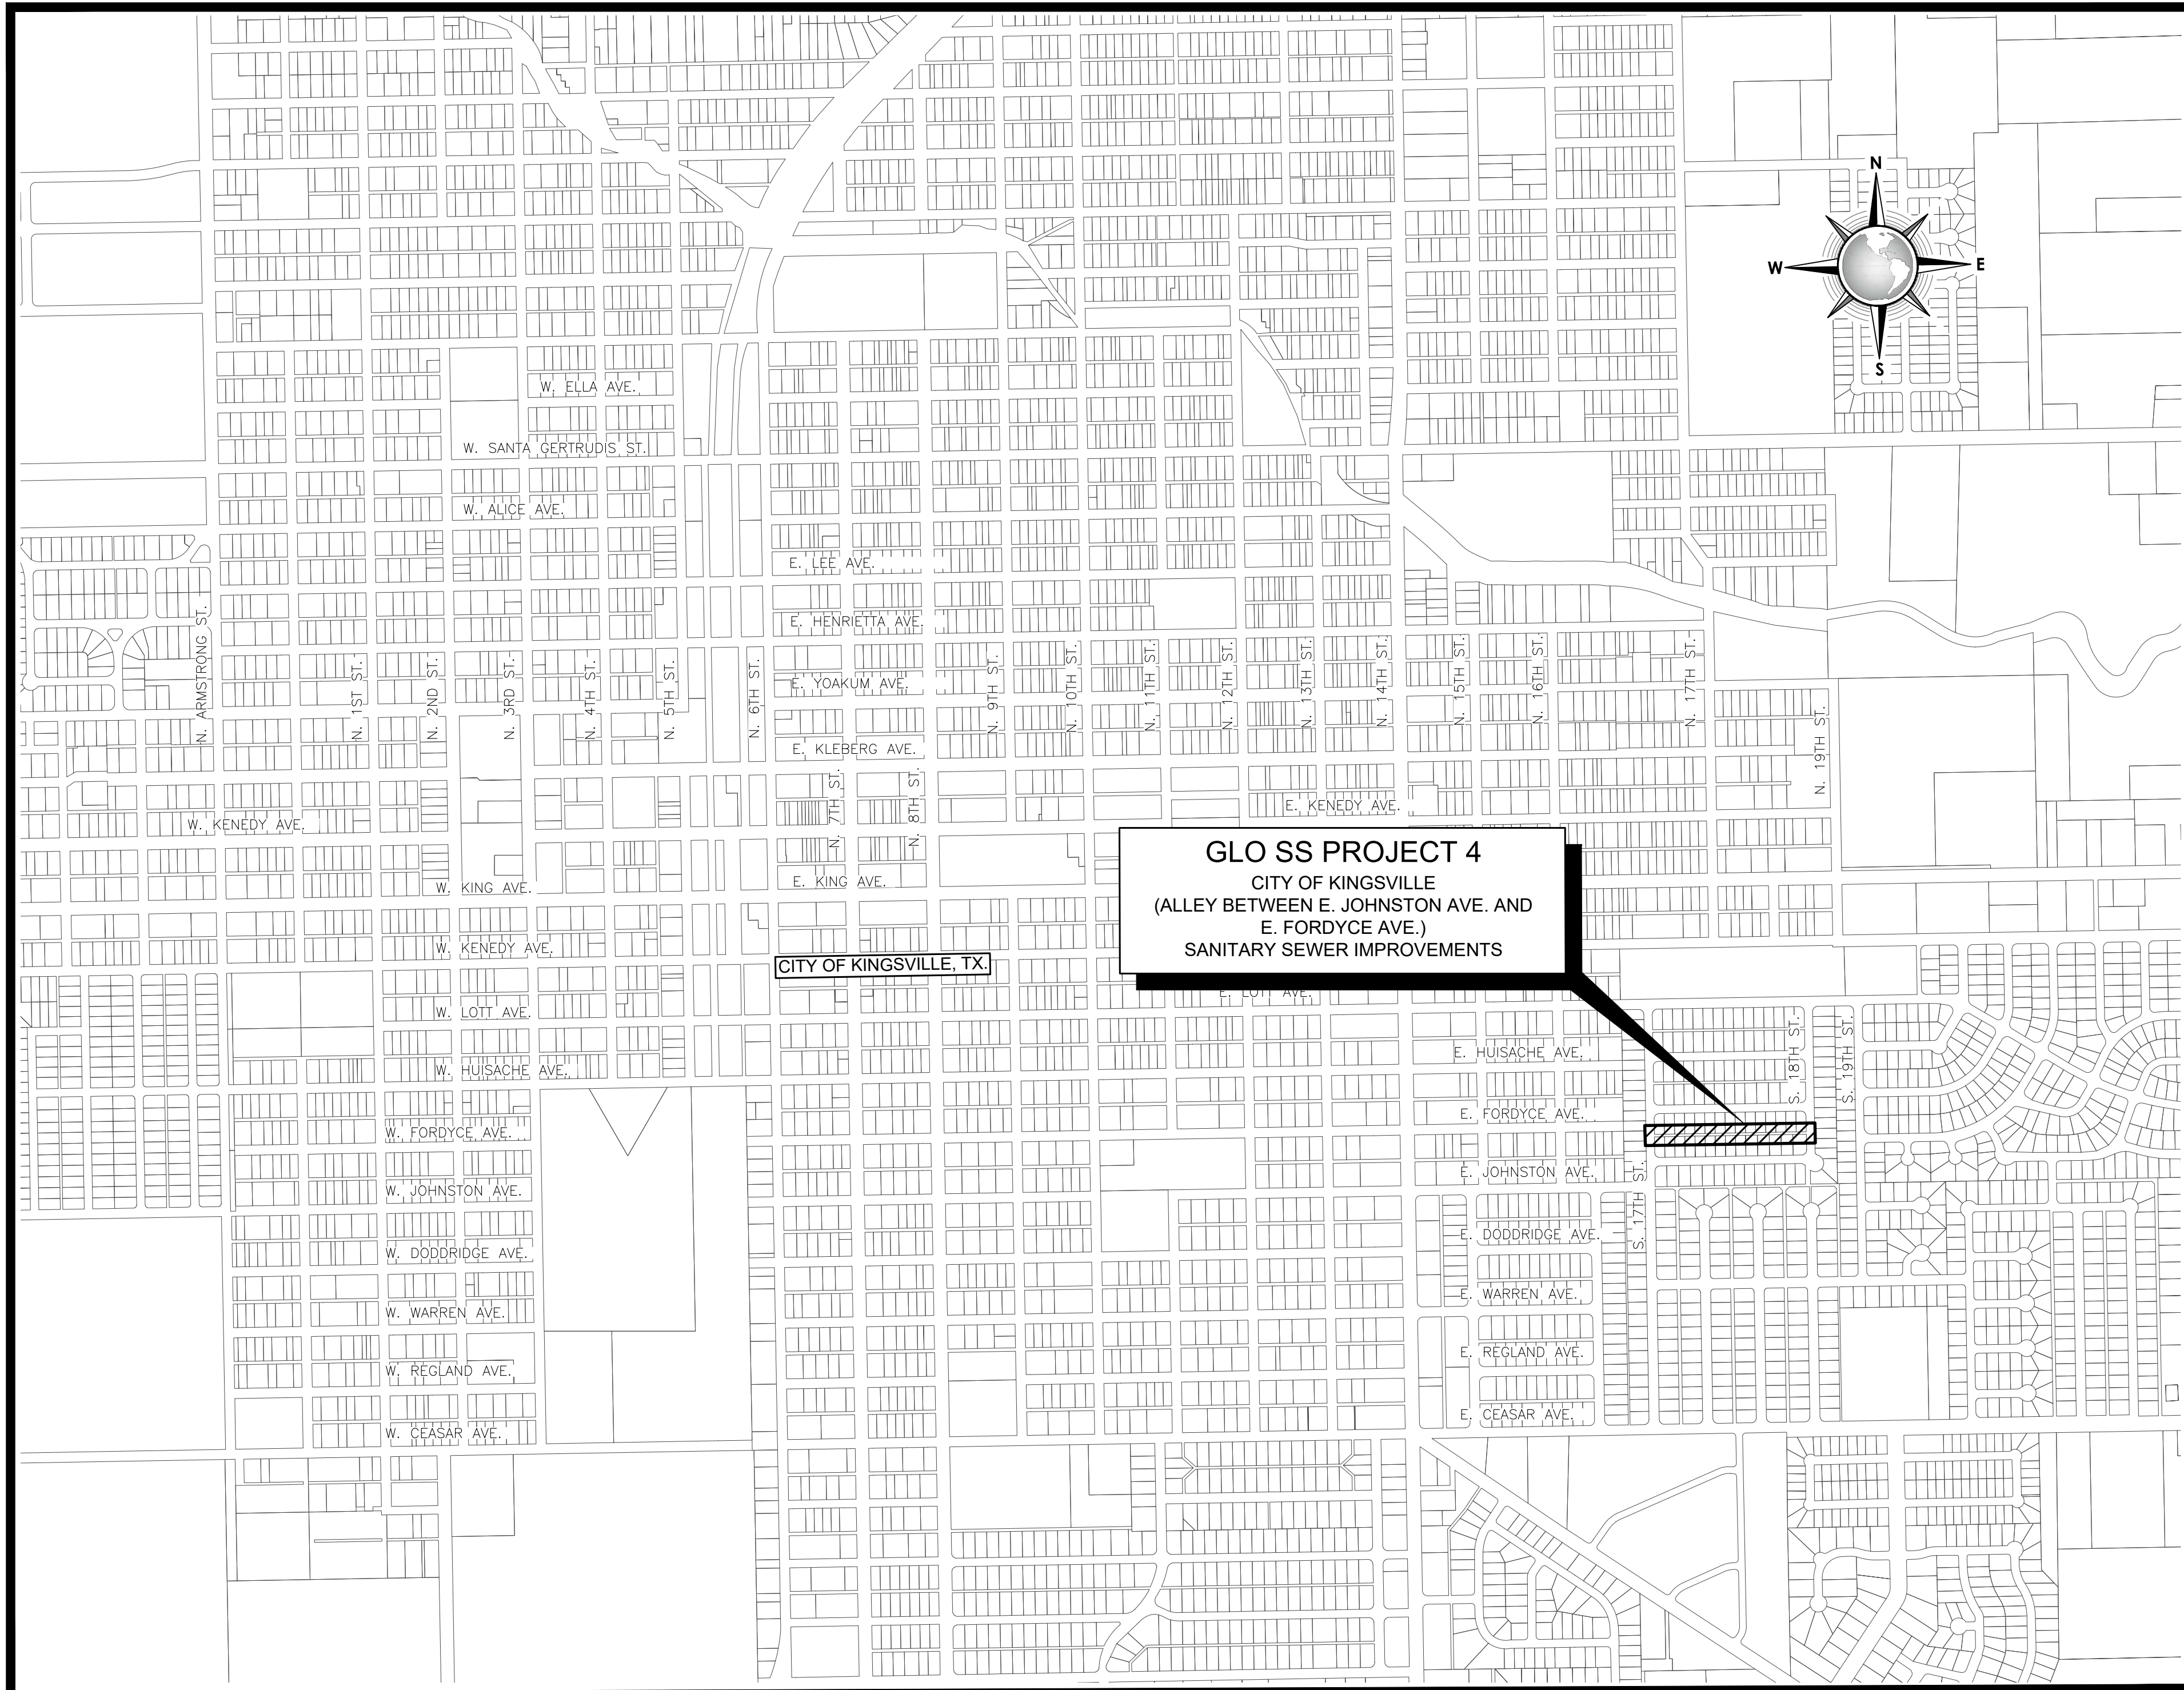 N
W
E
S
W. ELLA AVE.
W. SANTA GERTRUDIS ST.
W. ALICE AVE.
E. LEE AVE.
E. HENRIETTA AVE.
E. YOAKUM AVE.
E. KLEBERG AVE.
N. ARMSTRONG ST.
N. 1ST ST.
N. 2ND ST.
N. 3RD ST.
N. 4TH ST.
N. 5TH ST.
N. 6TH ST.
N. 7TH ST.
N. 8TH ST.
N. 9TH ST.
N. 10TH ST.
N. 11TH ST.
N. 12TH ST.
N. 13TH ST.
N. 14TH ST.
N. 15TH ST.
N. 16TH ST.
N. 17TH ST.
N. 19TH ST.
W. KENEDY AVE.
E. KENEDY AVE.
W. KING AVE.
E. KING AVE.
GLO SS PROJECT 4
CITY OF KINGSVILLE
(ALLEY BETWEEN E. JOHNSTON AVE. AND
E. FORDYCE AVE.)
SANITARY SEWER IMPROVEMENTS
W. KENEDY AVE.
CITY OF KINGSVILLE, TX.
E. LOTT AVE.
W. LOTT AVE.
W. HUISACHE AVE.
E. HUISACHE AVE.
S. 18TH ST.
S. 19TH ST.
W. FORDYCE AVE.
E. FORDYCE AVE.
W. JOHNSTON AVE.
E. JOHNSTON AVE.
S. 17TH ST.
W. DODDRIDGE AVE.
E. DODDRIDGE AVE.
W. WARREN AVE.
E. WARREN AVE.
W. REGLAND AVE.
E. REGLAND AVE.
W. CEASAR AVE.
E. CEASAR AVE.